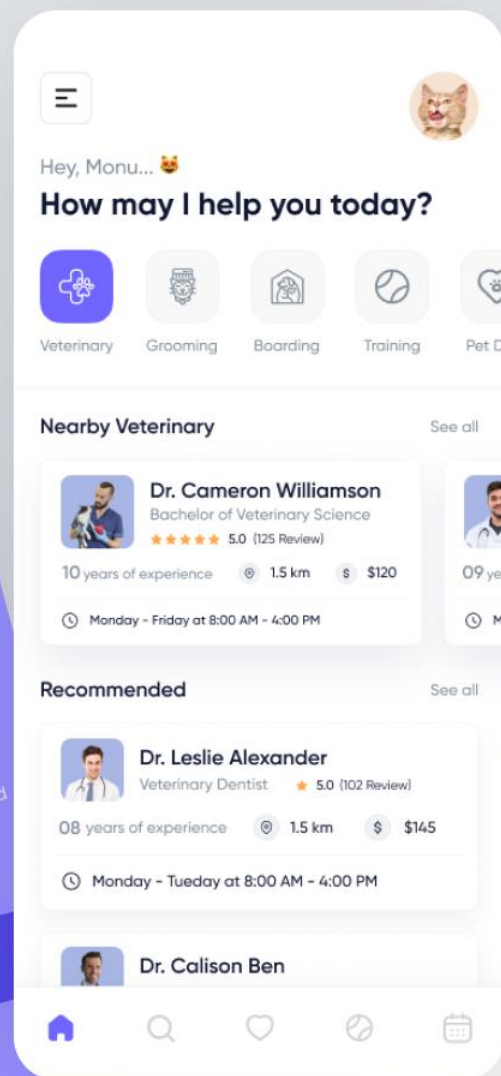 Hey, Monu... 😻
How may I help you today?
Veterinary Grooming Boarding Training Pet D
Nearby Veterinary See all
Dr. Cameron Williamson
Bachelor of Veterinary Science
5.0 (125 Review)
10 years of experience 1.5 km $ $120 09 ye
Monday - Friday at 8:00 AM - 4:00 PM M
Recommended See all
Dr. Leslie Alexander
Veterinary Dentist 5.0 (102 Review)
08 years of experience 1.5 km $ $145
Monday - Tueday at 8:00 AM - 4:00 PM
Dr. Calison Ben